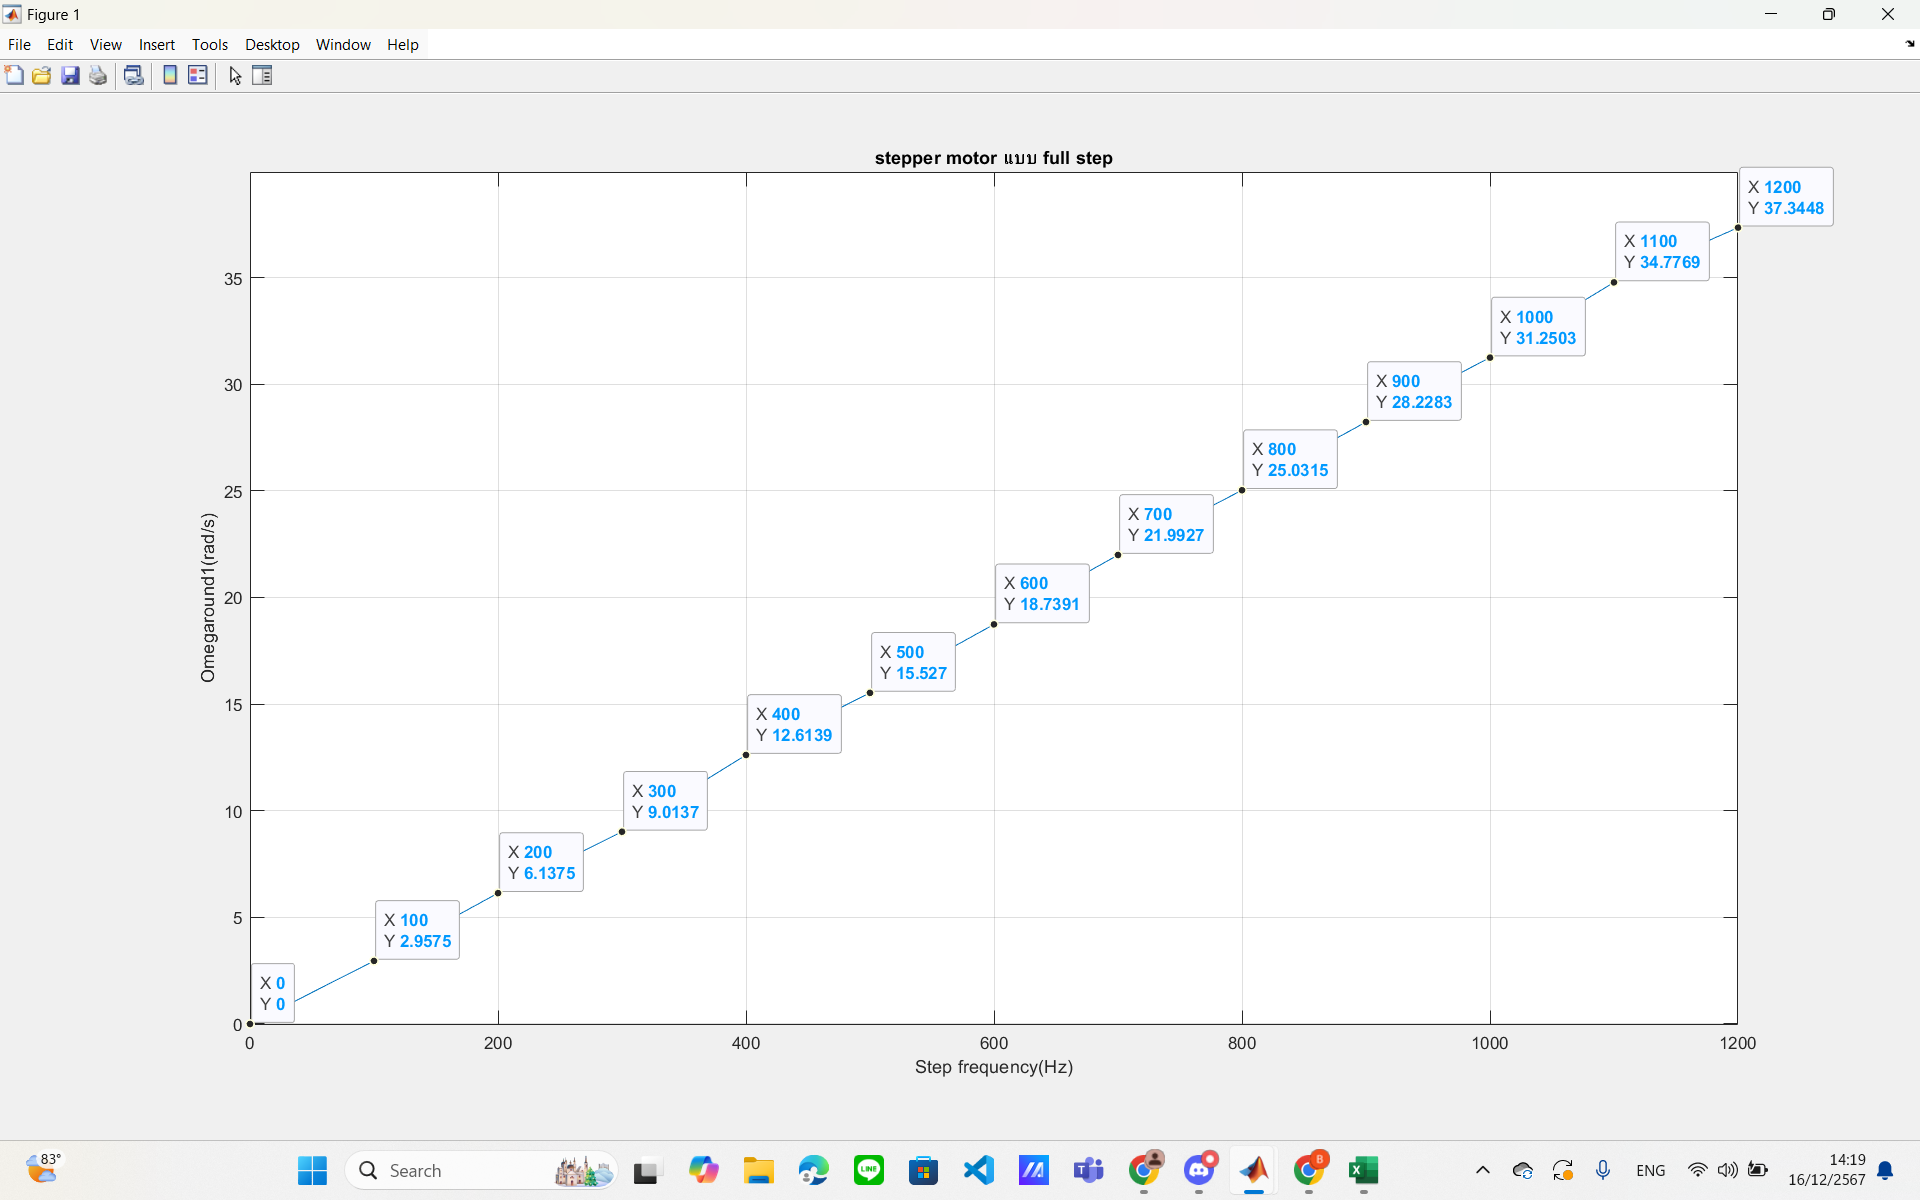 Figure 1
File Edit View Insert Tools Desktop Window Help
stepper motor แบบ full step
X 1200
Y 37.3448
X 1100
Y 34.7769
X 1000
Y 31.2503
X 900
Y 28.2283
X 800
Y 25.0315
X 700
Y 21.9927
X 600
Y 18.7391
X 500
Y 15.527
X 400
Y 12.6139
X 300
Y 9.0137
X 200
Y 6.1375
X 100
Y 2.9575
X 0
Y 0
35
30
25
20
15
10
5
0
Omegaround1(rad/s)
0 200 400 600 800 1000 1200
Step frequency(Hz)
83°
Search
LINE
B
ENG
14:19
16/12/2567